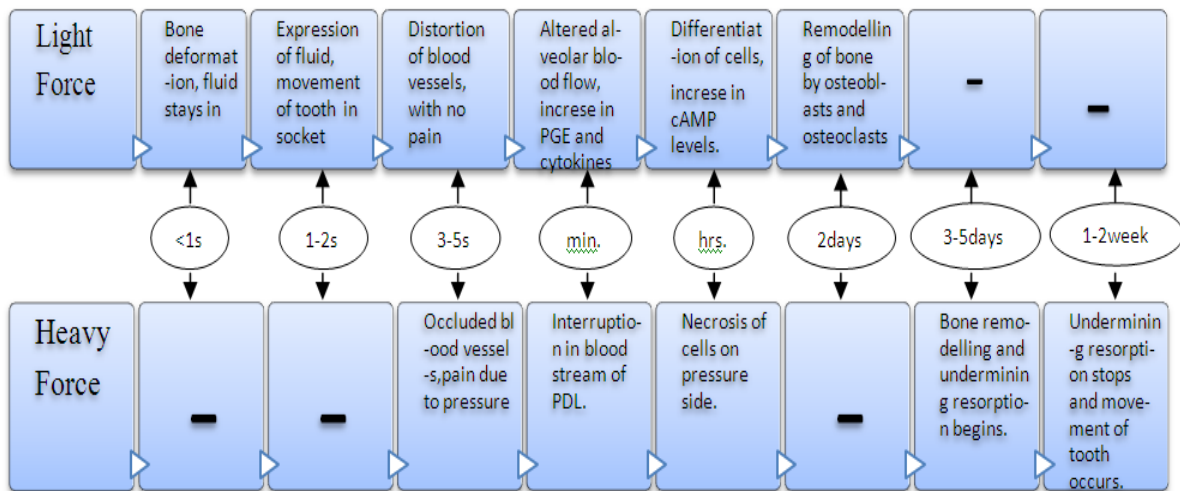 Light
Force
Bone
deformat
-ion, fluid
stays in
Expression
of fluid,
movement
of tooth in
socket
Distortion
of blood
vessels,
with no
pain
Altered al-
veolar blo-
od flow,
increse in
PGE and
cytokines
Differentiat
-ion of cells,
increse in
cAMP
levels.
Remodellin
g of bone
by osteobl-
asts and
osteoclasts
-
-
<1s
1-2s
3-5s
min.
hrs.
2days
3-5days
1-2week
Heavy
Force
-
-
Occluded bl
-ood vessel
-s,pain due
to pressure
Interruptio-
n in blood
stream of
PDL.
Necrosis of
cells on
pressure
side.
-
Bone remo-
delling and
underminin
g resorptio-
n begins.
Underminin
-g resorpti-
on stops
and move-
ment of
tooth
occurs.